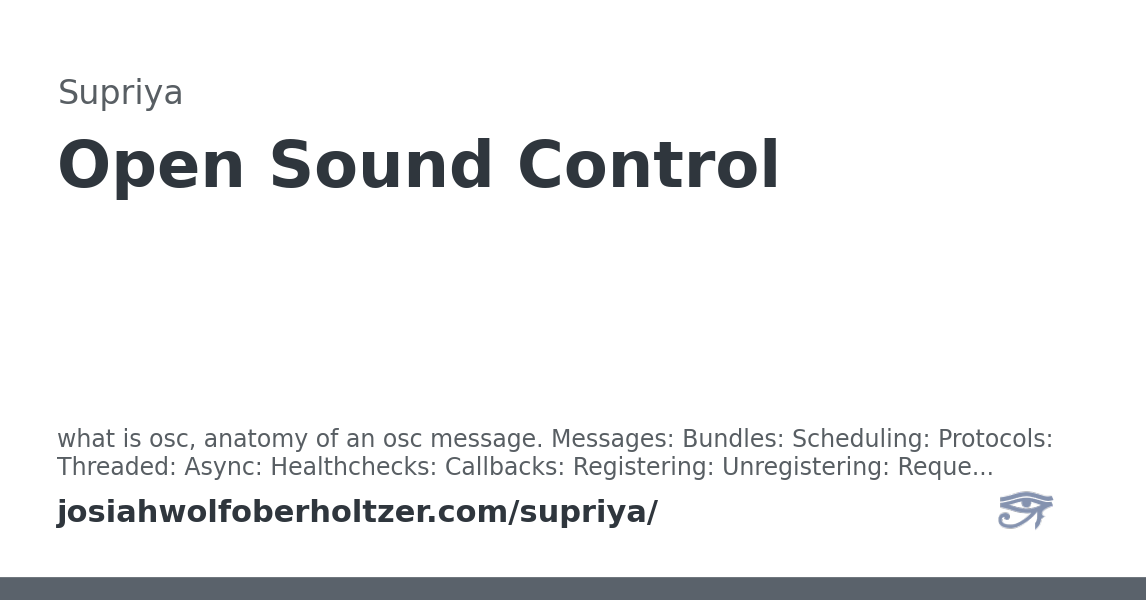 Supriya
Open Sound Control
what is osc, anatomy of an osc message. Messages: Bundles: Scheduling: Protocols:
Threaded: Async: Healthchecks: Callbacks: Registering: Unregistering: Reque...
josiahwolfoberholtzer.com/supriya/